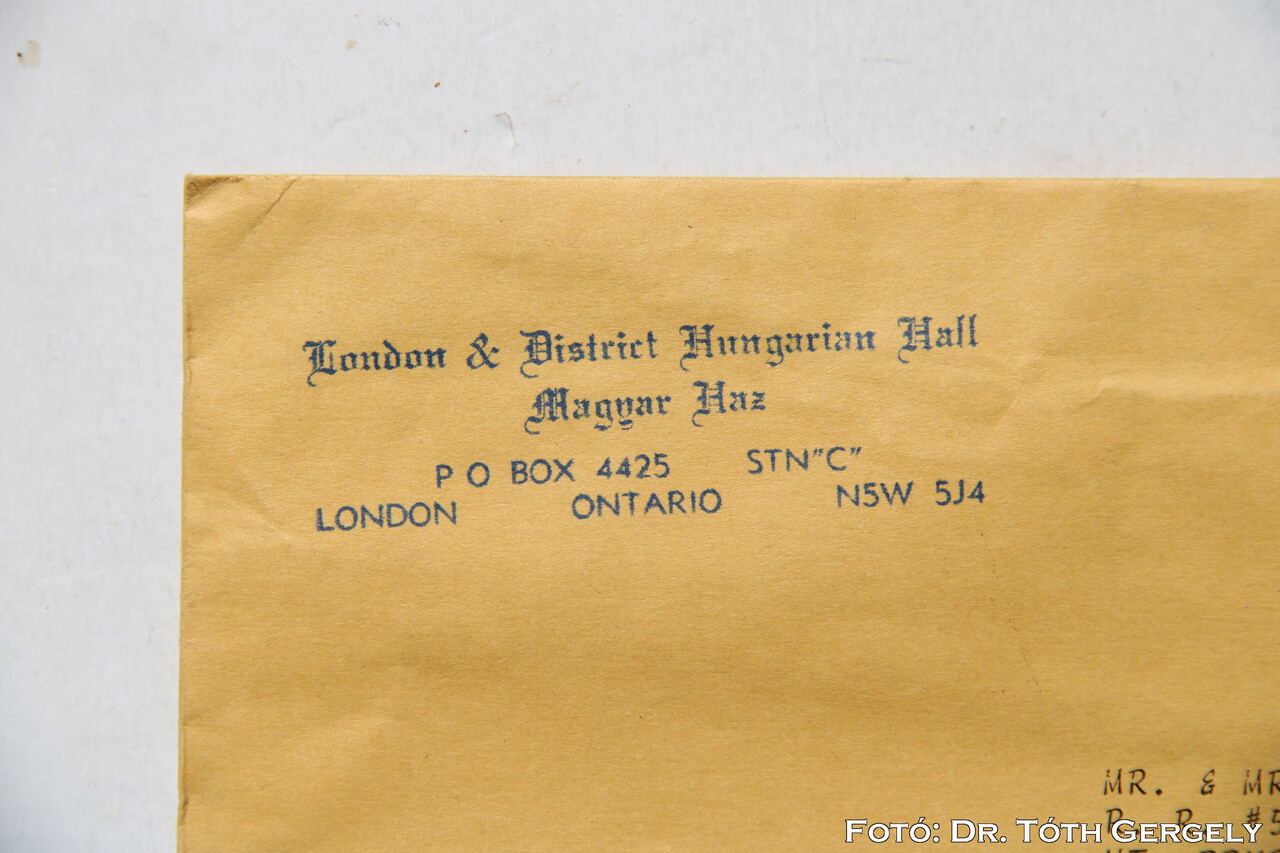 London & District Hungarian Hall
Magyar Haz
P O BOX 4425 STN"C"
LONDON ONTARIO N5W 5J4
MR. & MR
R. R. #5
FOTÓ: DR. TÓTH GERGELY